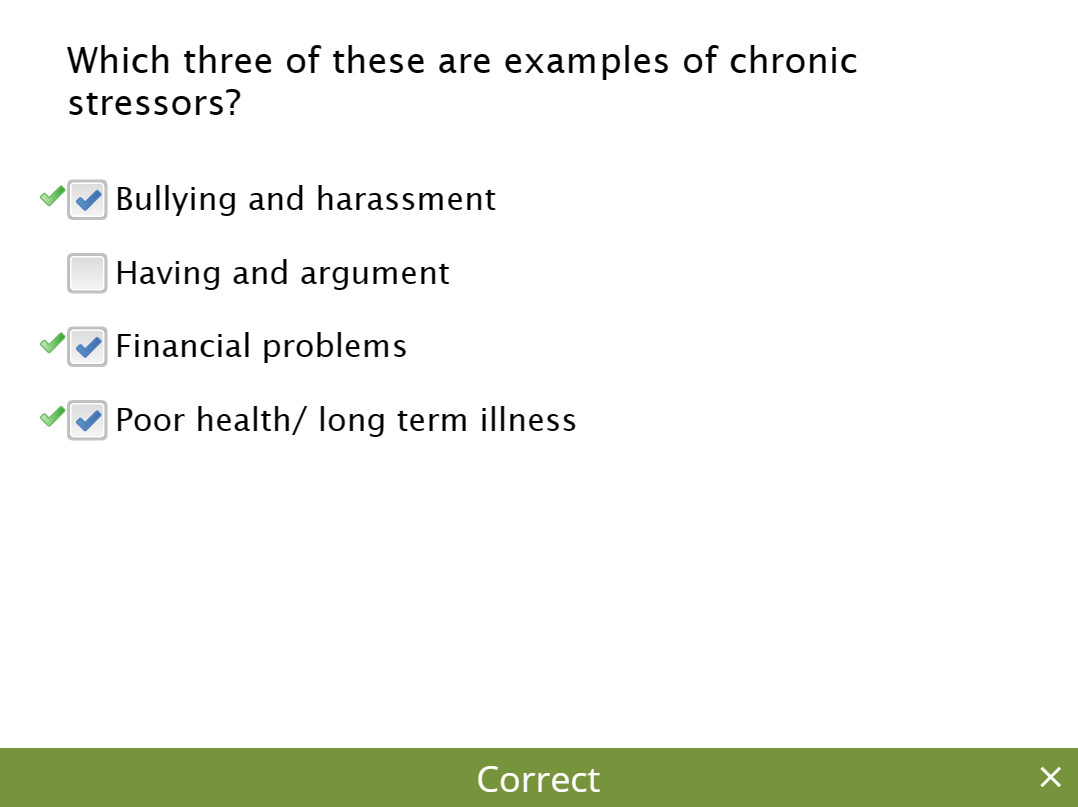 Which three of these are examples of chronic
stressors?
Bullying and harassment
Having and argument
Financial problems
Poor health/ long term illness
Correct